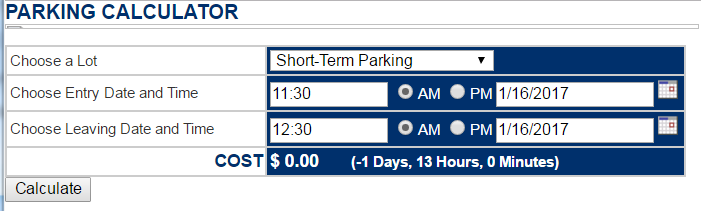 PARKING CALCULATOR
Choose a Lot Short-Term Parking
Choose Entry Date and Time 11:30 AM PM 1/16/2017
Choose Leaving Date and Time 12:30 AM PM 1/16/2017
COST $ 0.00 (-1 Days, 13 Hours, 0 Minutes)
Calculate